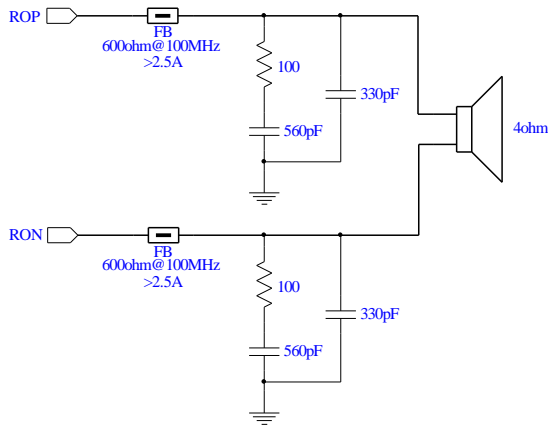 ROP
FB
600ohm@100MHz
>2.5A
100
330pF
560pF
4ohm
RON
FB
600ohm@100MHz
>2.5A
100
330pF
560pF